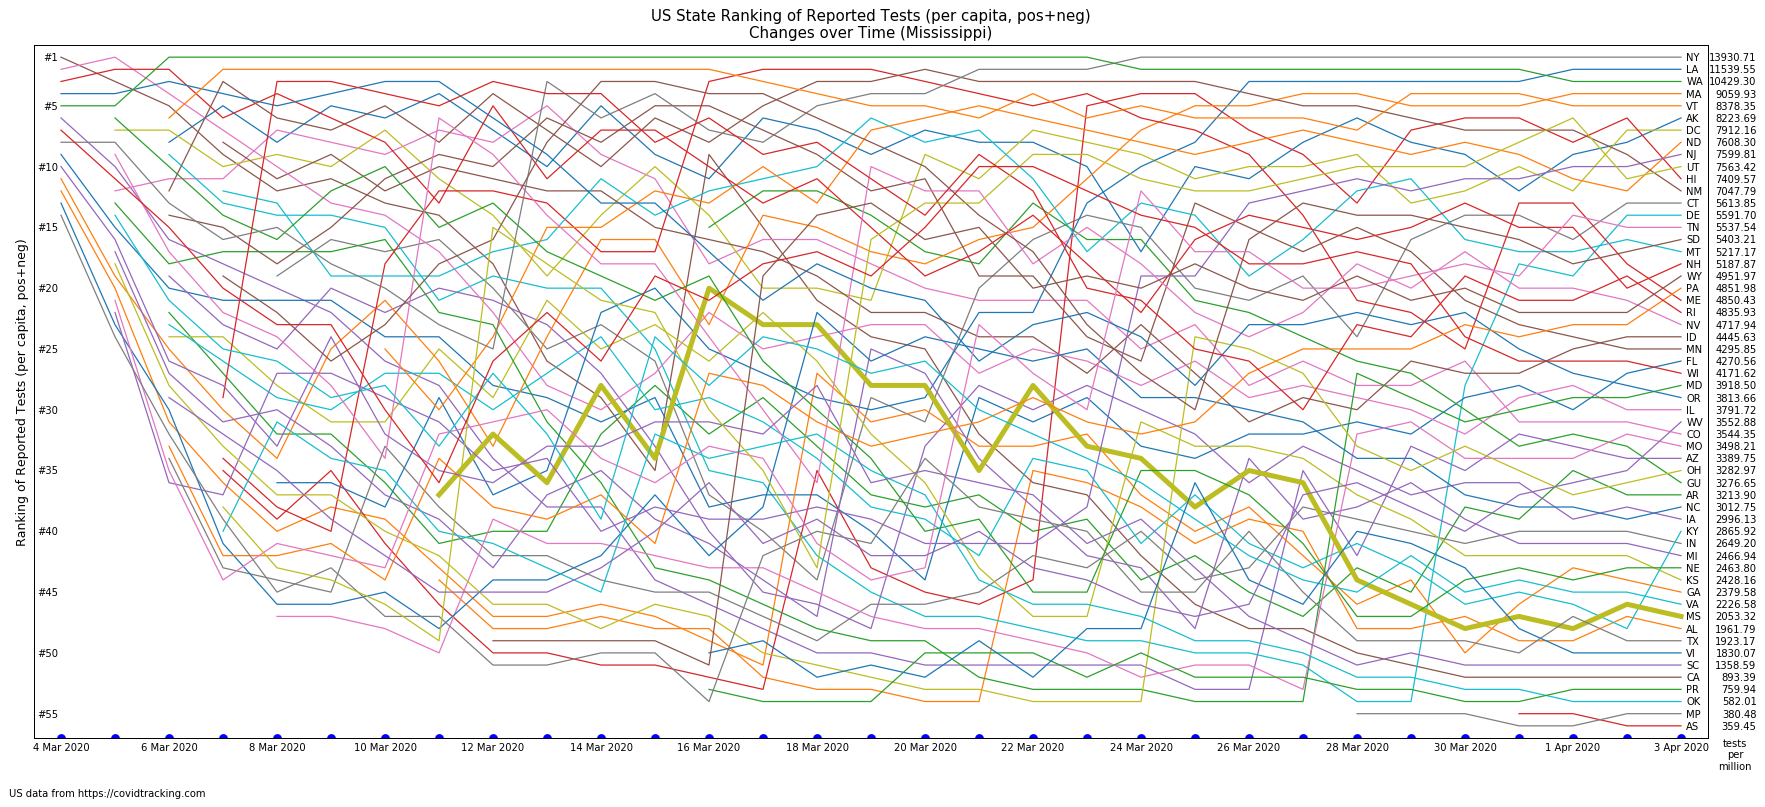 US State Ranking of Reported Tests (per capita, pos+neg)
Changes over Time (Mississippi)
Ranking of Reported Tests (per capita, pos+neg)
#1
#5
#10
#15
#20
#25
#30
#35
#40
#45
#50
#55
NY 13930.71
LA 11539.55
WA 10429.30
MA 9059.93
VT 8378.35
AK 8223.69
DC 7912.16
ND 7608.30
NJ 7599.81
UT 7563.42
HI 7409.57
NM 7047.79
CT 5613.85
DE 5591.70
TN 5537.54
SD 5403.21
MT 5217.17
NH 5187.87
WY 4951.97
PA 4851.98
ME 4850.43
RI 4835.93
NV 4717.94
ID 4445.63
MN 4295.85
FL 4270.56
WI 4171.62
MD 3918.50
OR 3813.66
IL 3791.72
WV 3552.88
CO 3544.35
MO 3498.21
AZ 3389.75
OH 3282.97
GU 3276.65
AR 3213.90
NC 3012.75
IA 2996.13
KY 2865.92
IN 2649.20
MI 2466.94
NE 2463.80
KS 2428.16
GA 2379.58
VA 2226.58
MS 2053.32
AL 1961.79
TX 1923.17
VI 1830.07
SC 1358.59
CA 893.39
PR 759.94
OK 582.01
MP 380.48
AS 359.45
4 Mar 2020 6 Mar 2020 8 Mar 2020 10 Mar 2020 12 Mar 2020 14 Mar 2020 16 Mar 2020 18 Mar 2020 20 Mar 2020 22 Mar 2020 24 Mar 2020 26 Mar 2020 28 Mar 2020 30 Mar 2020 1 Apr 2020 3 Apr 2020
tests
per
million
US data from https://covidtracking.com